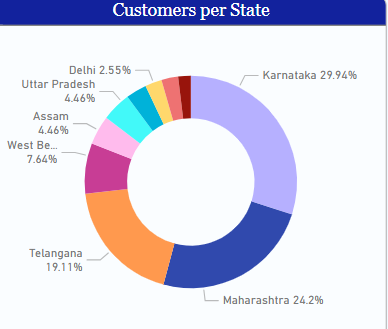 Customers per State
Delhi 2.55%
Karnataka 29.94%
Uttar Pradesh
4.46%
Assam
4.46%
West Be...
7.64%
Telangana
19.11%
Maharashtra 24.2%